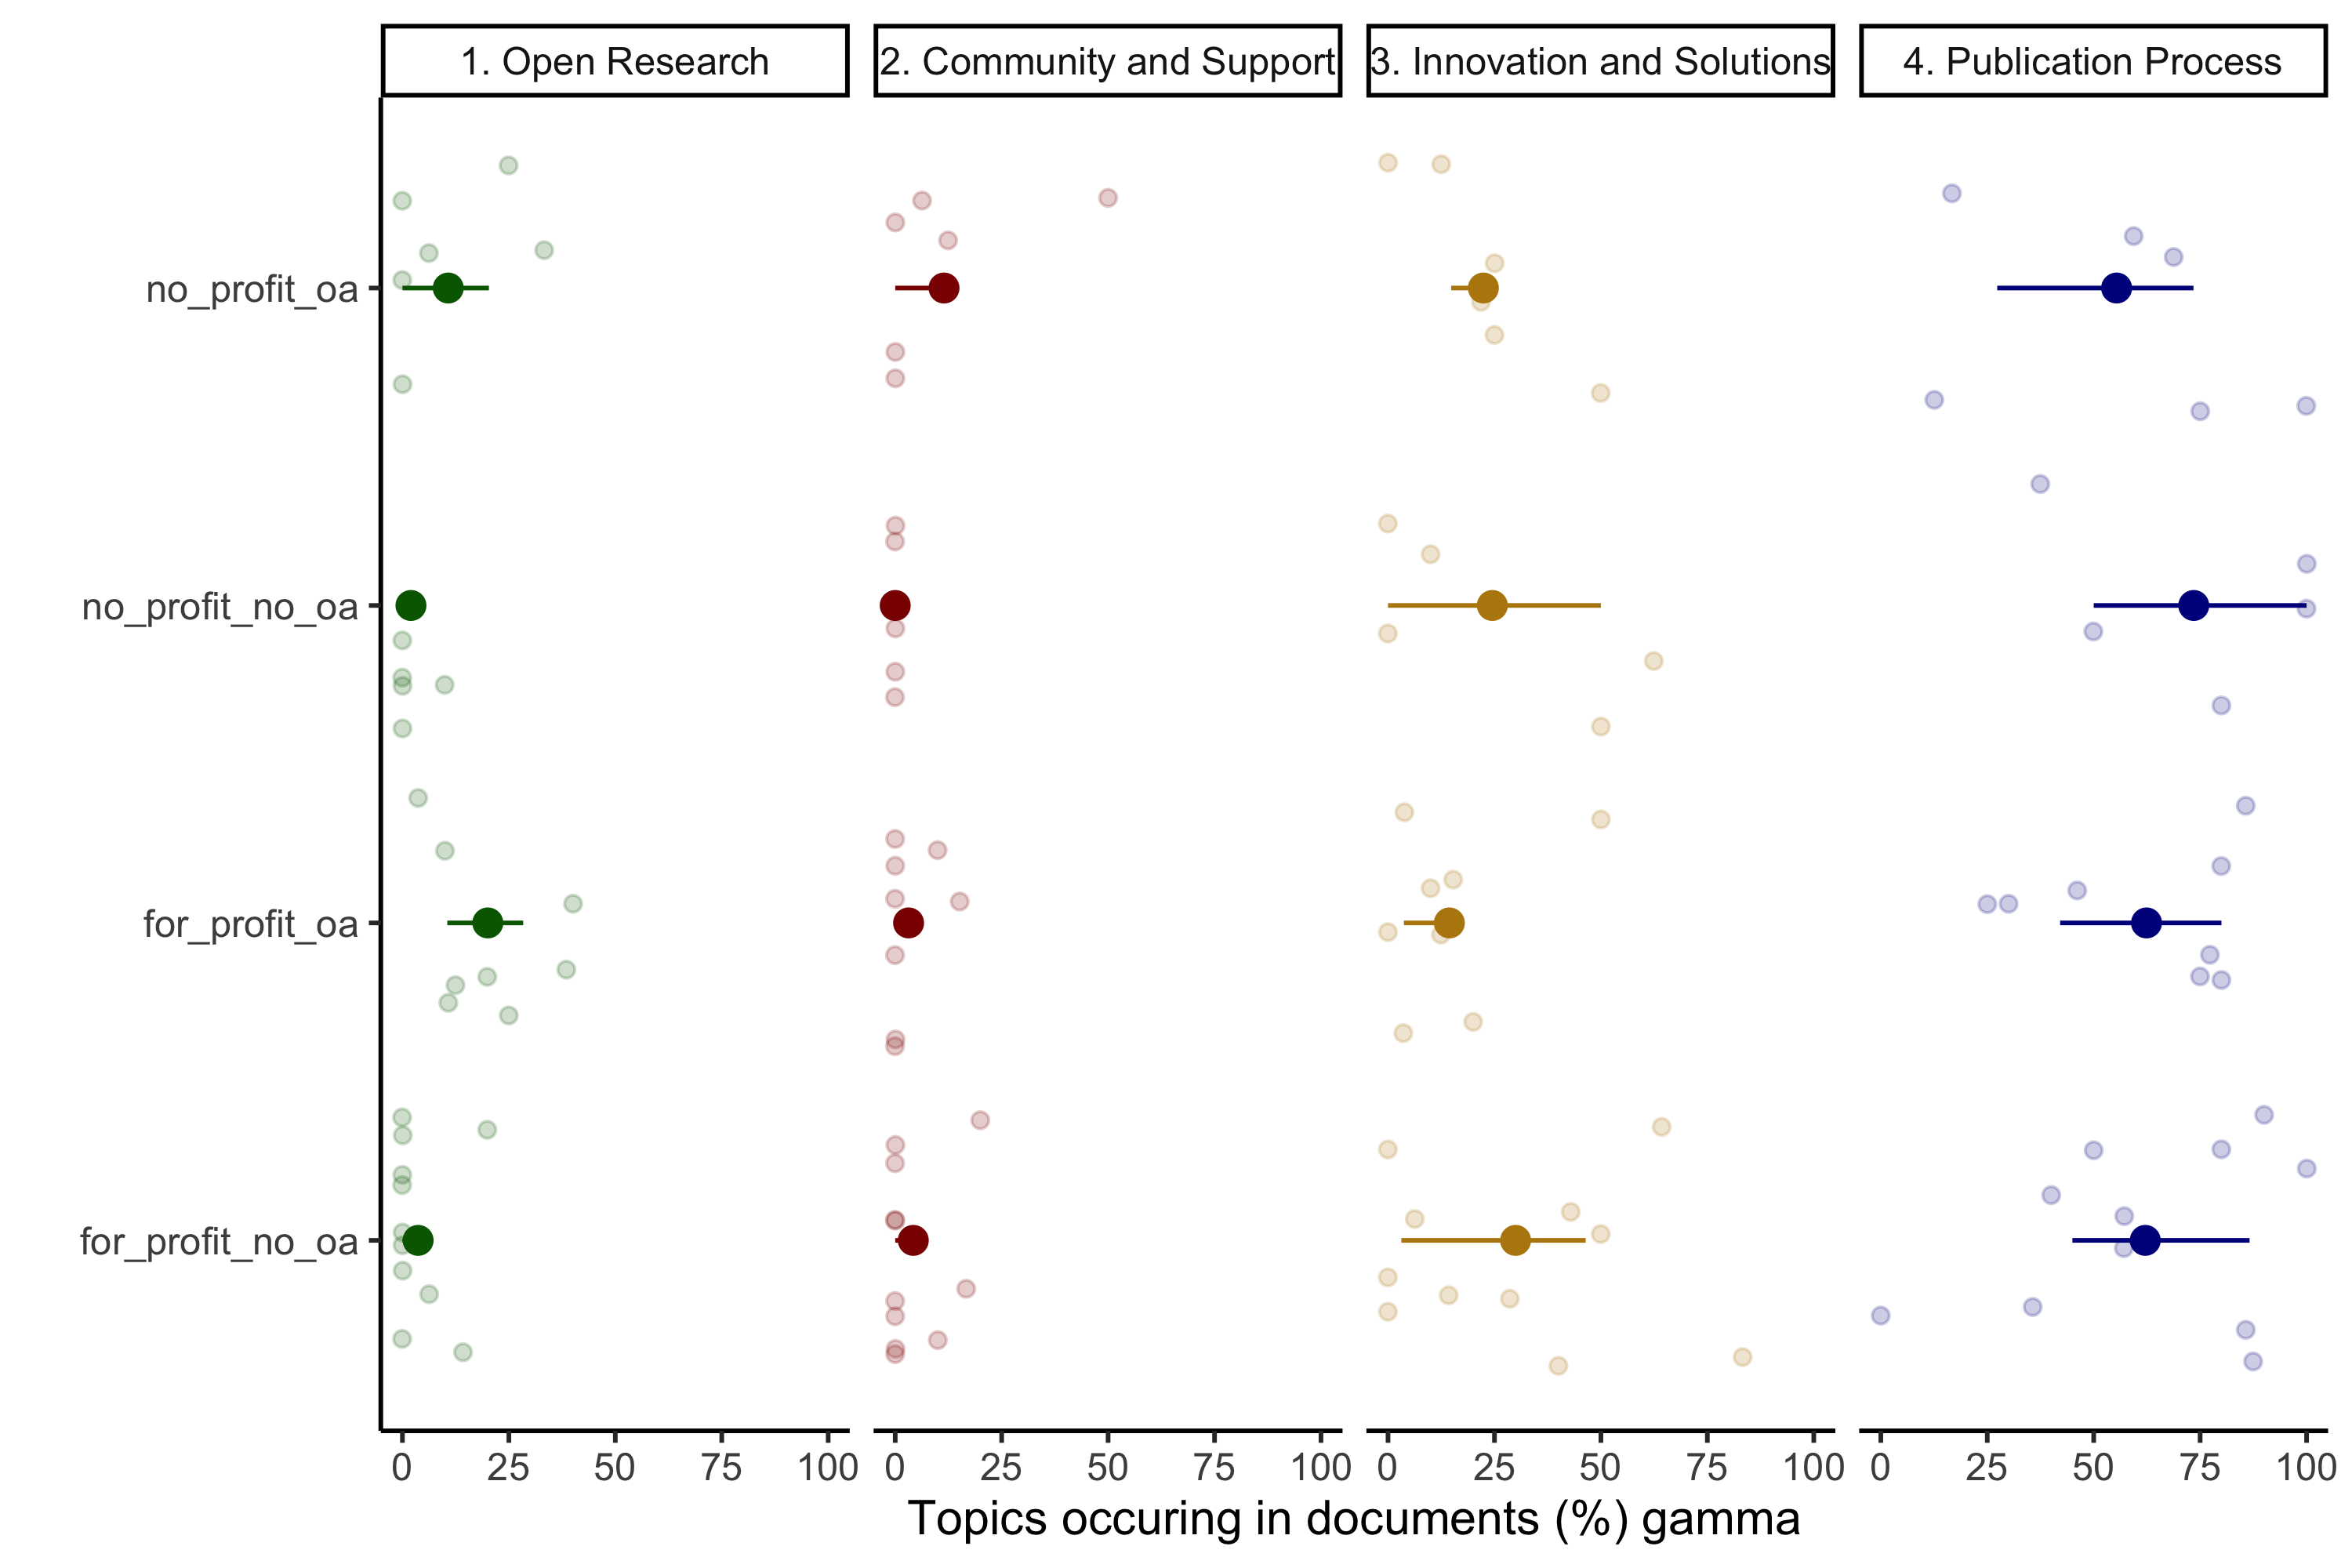 1. Open Research
2. Community and Support
3. Innovation and Solutions
4. Publication Process
no_profit_oa
no_profit_no_oa
for_profit_oa
for_profit_no_oa
0 25 50 75 100
0 25 50 75 100
0 25 50 75 100
0 25 50 75 100
Topics occuring in documents (%) gamma